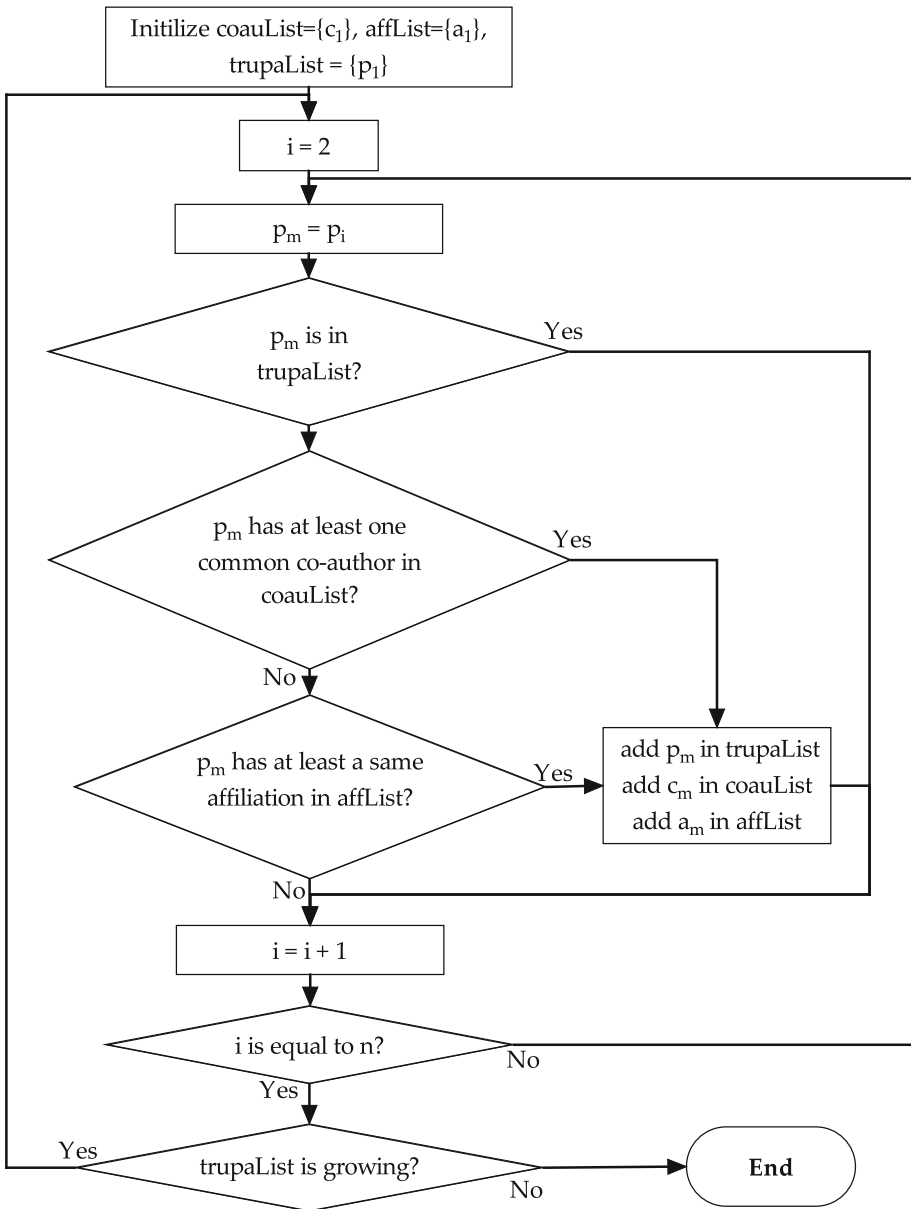 Initilize coauList={c₁}, affList={a₁},
trupaList = {p₁}
i = 2
pₘ = pᵢ
pₘ is in
trupaList?
Yes
pₘ has at least one
common co-author in
coauList?
Yes
No
pₘ has at least a same
affiliation in affList?
Yes
add pₘ in trupaList
add cₘ in coauList
add aₘ in affList
No
i = i + 1
i is equal to n?
No
Yes
trupaList is growing?
Yes
No
End